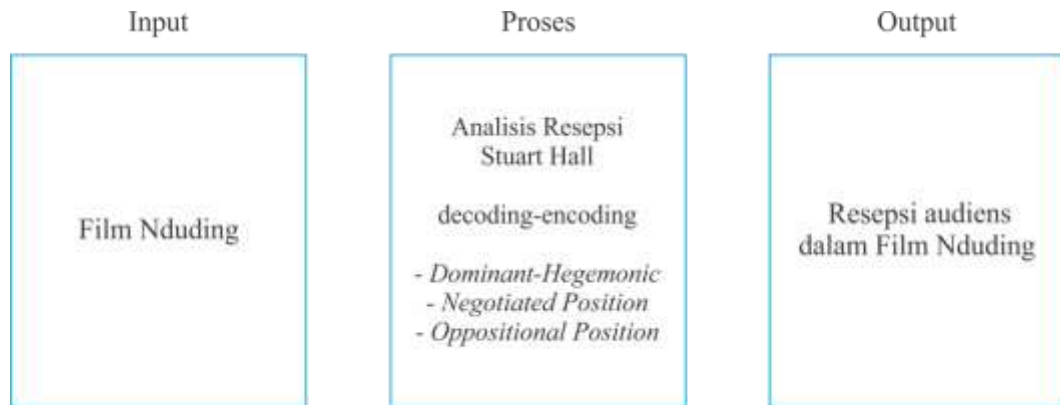 Input
Proses
Output
Film Nduding
Analisis Resepsi
Stuart Hall
decoding-encoding
- Dominant-Hegemonic
- Negotiated Position
- Oppositional Position
Resepsi audiens
dalam Film Nduding